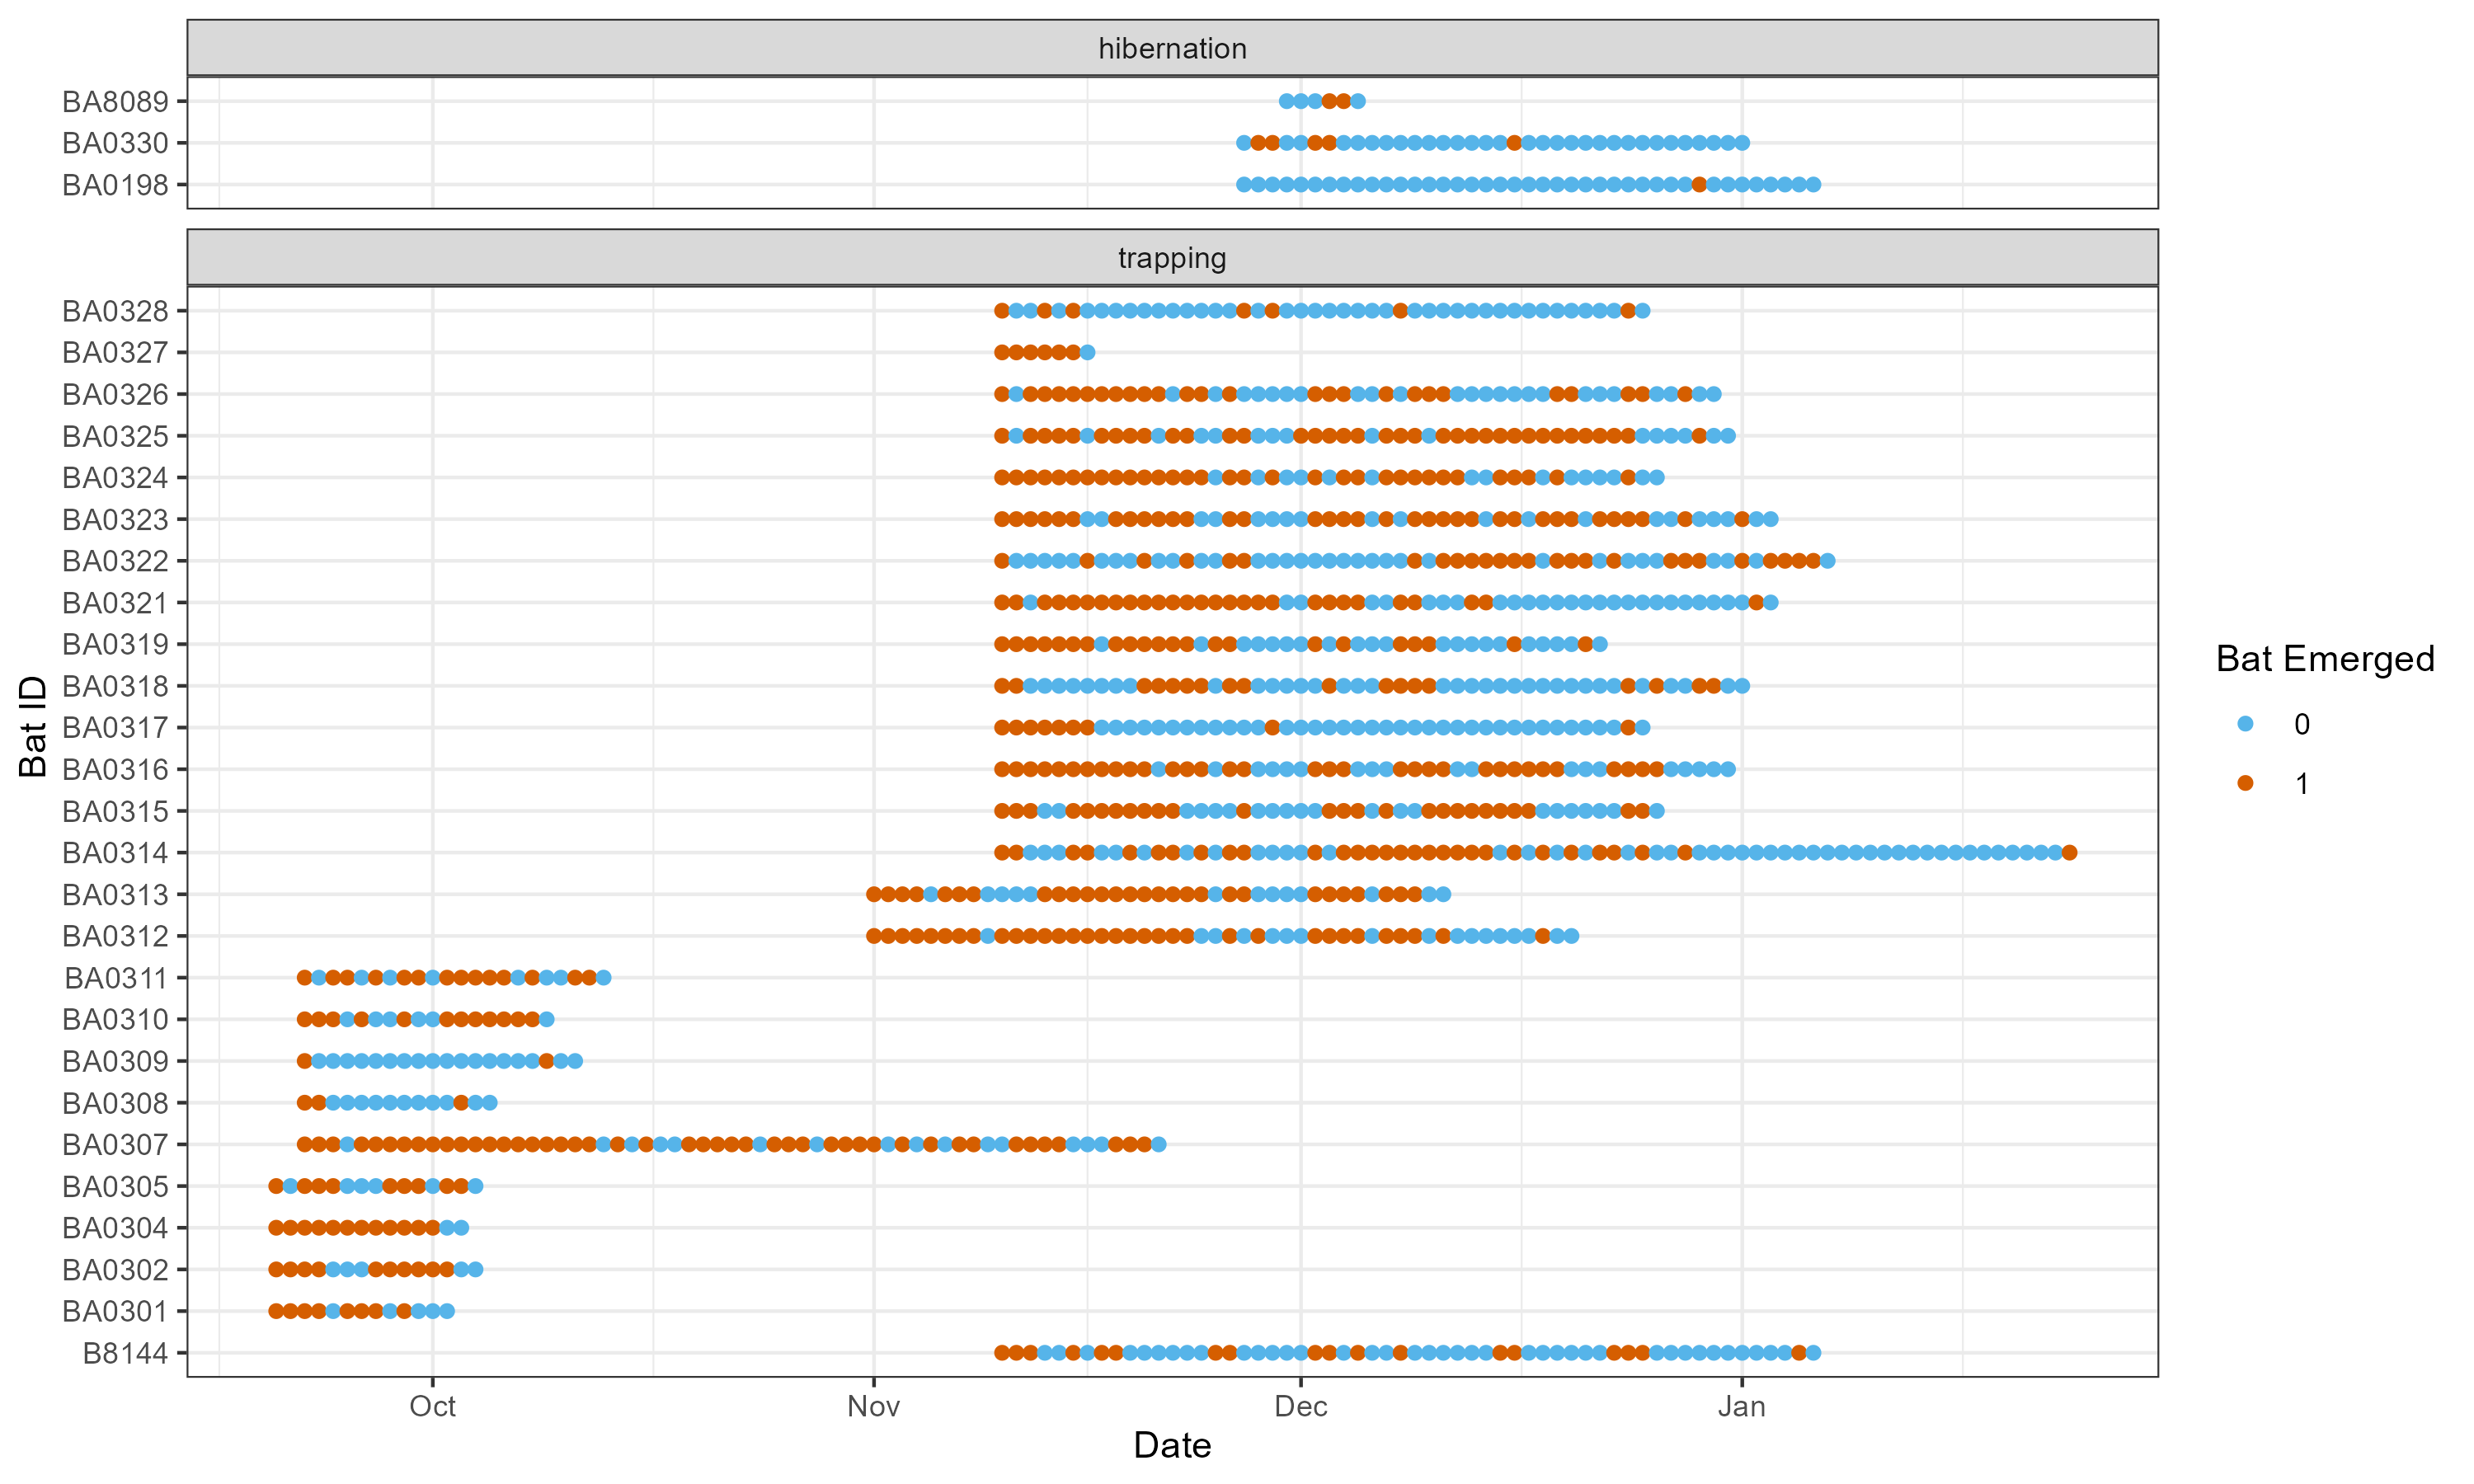 hibernation
BA8089
BA0330
BA0198
trapping
BA0328
BA0327
BA0326
BA0325
BA0324
BA0323
BA0322
BA0321
BA0319
BA0318
BA0317
BA0316
BA0315
BA0314
BA0313
BA0312
BA0311
BA0310
BA0309
BA0308
BA0307
BA0305
BA0304
BA0302
BA0301
B8144
Bat ID
Oct Nov Dec Jan
Date
Bat Emerged
0
1